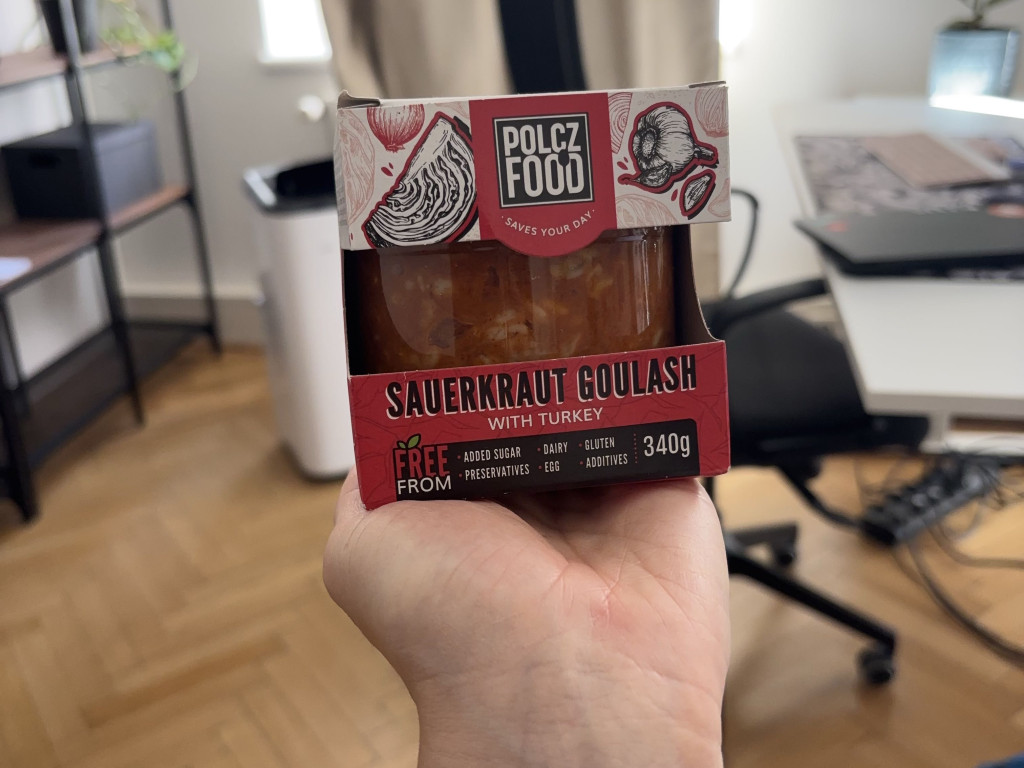 POLCZ
FOOD
· SAVES YOUR DAY ·
SAUERKRAUT GOULASH
WITH TURKEY
FREE
FROM
• ADDED SUGAR • DAIRY • GLUTEN
• PRESERVATIVES • EGG • ADDITIVES
340g